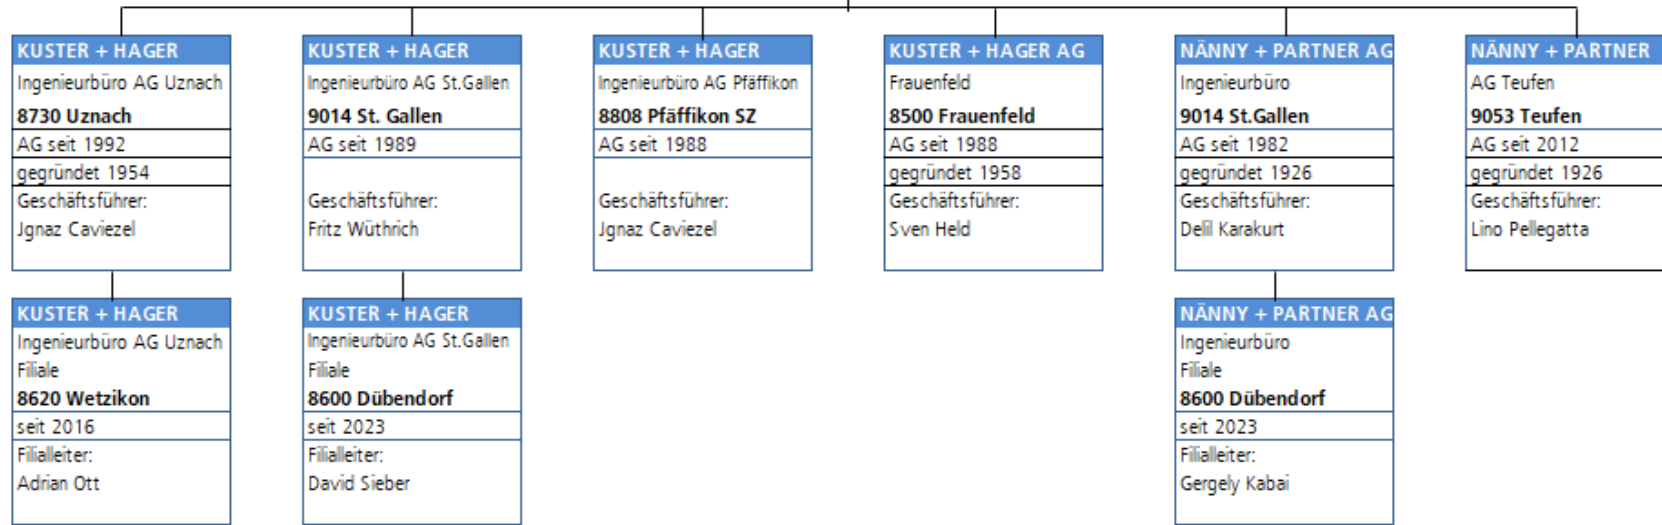 KUSTER + HAGER
Ingenieurbüro AG Uznach
8730 Uznach
AG seit 1992
gegründet 1954
Geschäftsführer:
Jgnaz Caviezel
KUSTER + HAGER
Ingenieurbüro AG St.Gallen
9014 St. Gallen
AG seit 1989
Geschäftsführer:
Fritz Wüthrich
KUSTER + HAGER
Ingenieurbüro AG Pfäffikon
8808 Pfäffikon SZ
AG seit 1988
Geschäftsführer:
Jgnaz Caviezel
KUSTER + HAGER AG
Frauenfeld
8500 Frauenfeld
AG seit 1988
gegründet 1958
Geschäftsführer:
Sven Held
NÄNNY + PARTNER AG
Ingenieurbüro
9014 St.Gallen
AG seit 1982
gegründet 1926
Geschäftsführer:
Delil Karakurt
NÄNNY + PARTNER
AG Teufen
9053 Teufen
AG seit 2012
gegründet 1926
Geschäftsführer:
Lino Pellegatta
KUSTER + HAGER
Ingenieurbüro AG Uznach
Filiale
8620 Wetzikon
seit 2016
Filialleiter:
Adrian Ott
KUSTER + HAGER
Ingenieurbüro AG St.Gallen
Filiale
8600 Dübendorf
seit 2023
Filialleiter:
David Sieber
NÄNNY + PARTNER AG
Ingenieurbüro
Filiale
8600 Dübendorf
seit 2023
Filialleiter:
Gergely Kabai